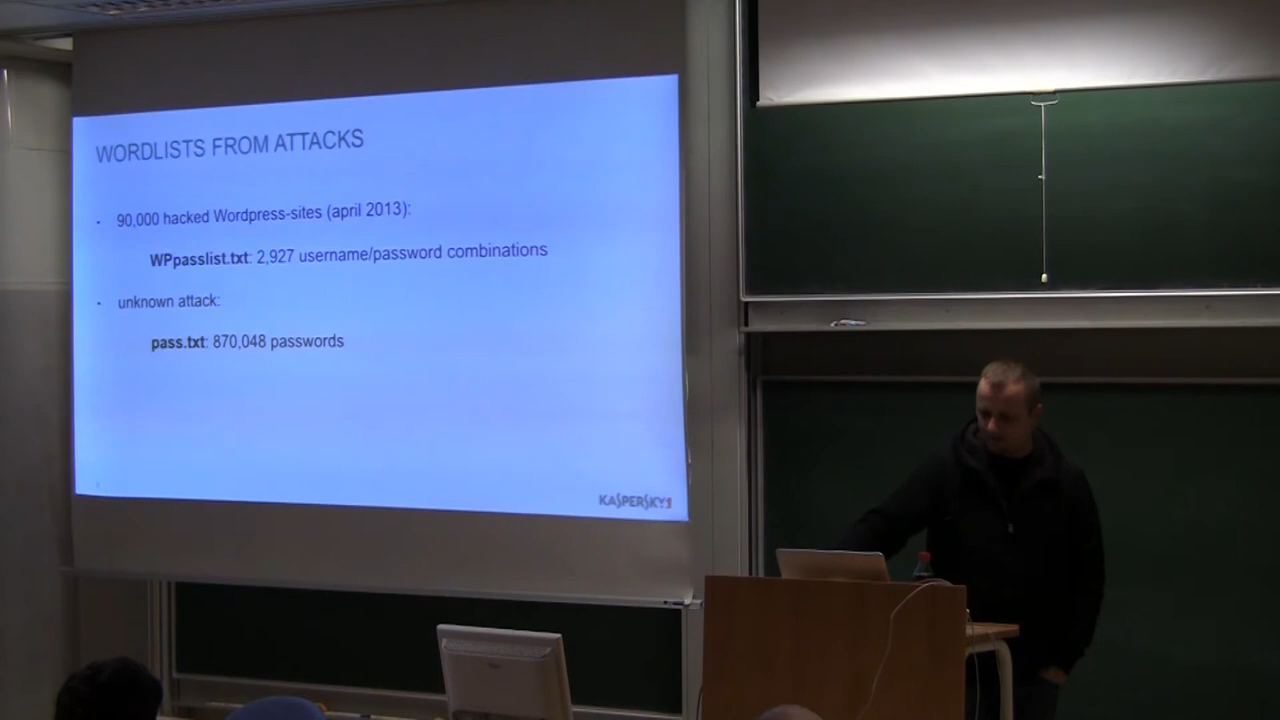 WORDLISTS FROM ATTACKS
- 90,000 hacked Wordpress-sites (april 2013):
WPpasslist.txt: 2,927 username/password combinations
- unknown attack:
pass.txt: 870,048 passwords
KASPERSKY